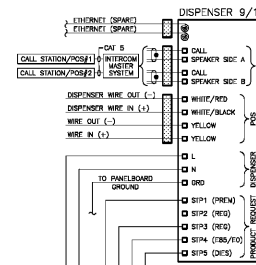 DISPENSER 9/1
ETHERNET (SPARE)
ETHERNET (SPARE)
CAT 5
CALL STATION/POS#1
CALL STATION/POS#2
INTERCOM
MASTER
SYSTEM
CALL
SPEAKER SIDE A
CALL
SPEAKER SIDE B
DISPENSER WIRE OUT (-)
DISPENSER WIRE IN (+)
WIRE OUT (-)
WIRE IN (+)
WHITE/RED
WHITE/BLACK
YELLOW
YELLOW
POS
L
N
GRD
DISPENSER
TO PANELBOARD
GROUND
STP1 (PREM)
STP2 (REG)
STP3 (REG)
STP4 (E85/E0)
STP5 (DIES)
PRODUCT REQUEST